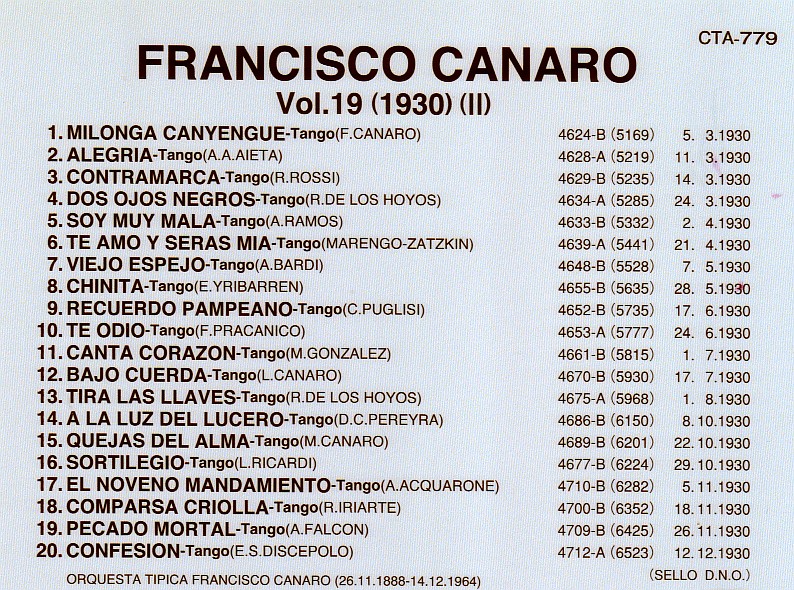 CTA-779
FRANCISCO CANARO
Vol.19 (1930) (II)
1. MILONGA CANYENGUE-Tango(F.CANARO) 4624-B (5169) 5. 3.1930
2. ALEGRIA-Tango(A.A.AIETA) 4628-A (5219) 11. 3.1930
3. CONTRAMARCA-Tango(R.ROSSI) 4629-B (5235) 14. 3.1930
4. DOS OJOS NEGROS-Tango(R.DE LOS HOYOS) 4634-A (5285) 24. 3.1930
5. SOY MUY MALA-Tango(A.RAMOS) 4633-B (5332) 2. 4.1930
6. TE AMO Y SERAS MIA-Tango(MARENGO-ZATZKIN) 4639-A (5441) 21. 4.1930
7. VIEJO ESPEJO-Tango(A.BARDI) 4648-B (5528) 7. 5.1930
8. CHINITA-Tango(E.YRIBARREN) 4655-B (5635) 28. 5.1930
9. RECUERDO PAMPEANO-Tango(C.PUGLISI) 4652-B (5735) 17. 6.1930
10. TE ODIO-Tango(F.PRACANICO) 4653-A (5777) 24. 6.1930
11. CANTA CORAZON-Tango(M.GONZALEZ) 4661-B (5815) 1. 7.1930
12. BAJO CUERDA-Tango(L.CANARO) 4670-B (5930) 17. 7.1930
13. TIRA LAS LLAVES-Tango(R.DE LOS HOYOS) 4675-A (5968) 1. 8.1930
14. A LA LUZ DEL LUCERO-Tango(D.C.PEREYRA) 4686-B (6150) 8.10.1930
15. QUEJAS DEL ALMA-Tango(M.CANARO) 4689-B (6201) 22.10.1930
16. SORTILEGIO-Tango(L.RICARDI) 4677-B (6224) 29.10.1930
17. EL NOVENO MANDAMIENTO-Tango(A.ACQUARONE) 4710-B (6282) 5.11.1930
18. COMPARSA CRIOLLA-Tango(R.IRIARTE) 4700-B (6352) 18.11.1930
19. PECADO MORTAL-Tango(A.FALCON) 4709-B (6425) 26.11.1930
20. CONFESION-Tango(E.S.DISCEPOLO) 4712-A (6523) 12.12.1930
ORQUESTA TIPICA FRANCISCO CANARO (26.11.1888-14.12.1964) (SELLO D.N.O.)